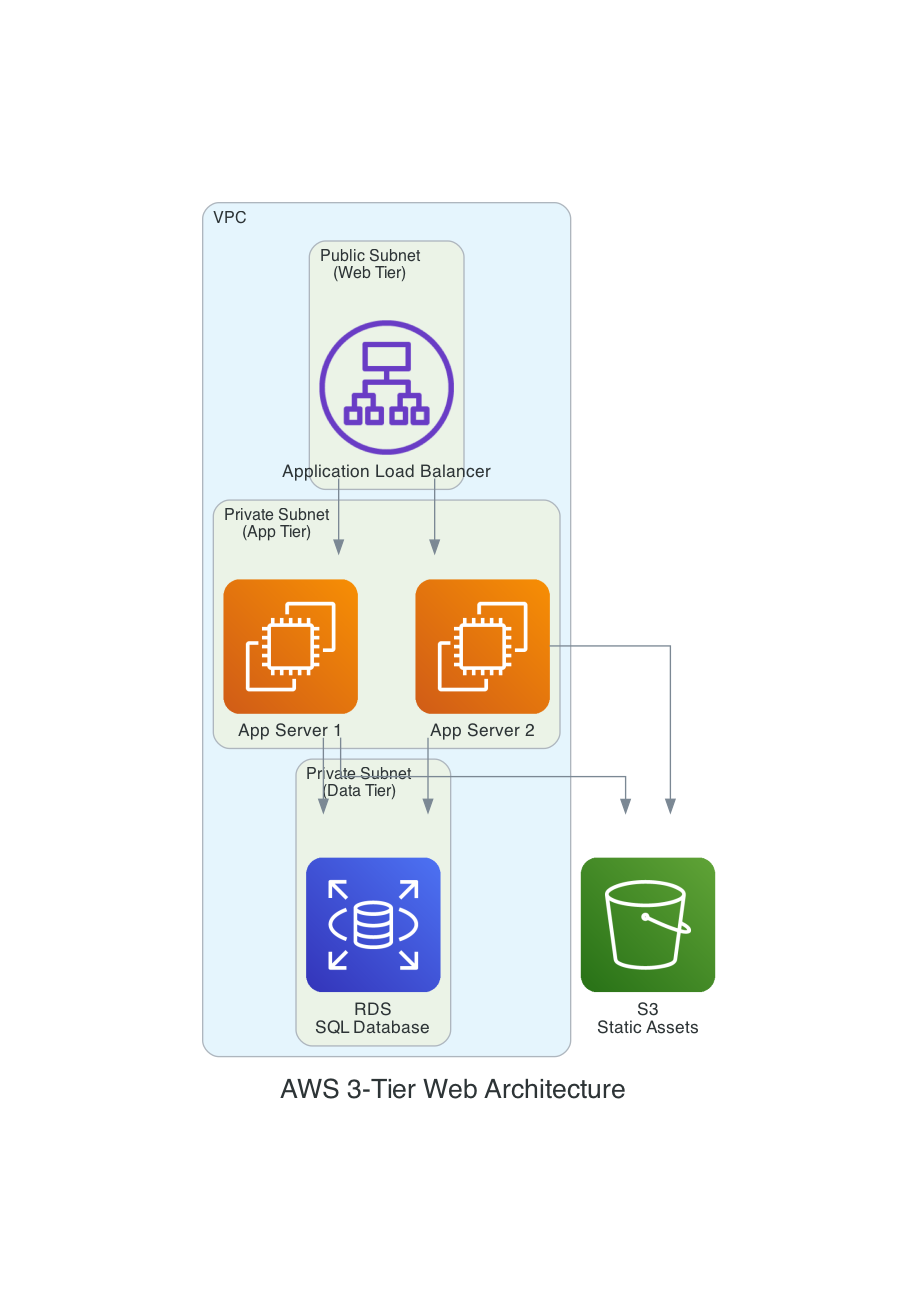 VPC
Public Subnet
(Web Tier)
Application Load Balancer
Private Subnet
(App Tier)
App Server 1
App Server 2
Private Subnet
(Data Tier)
RDS
SQL Database
S3
Static Assets
AWS 3-Tier Web Architecture